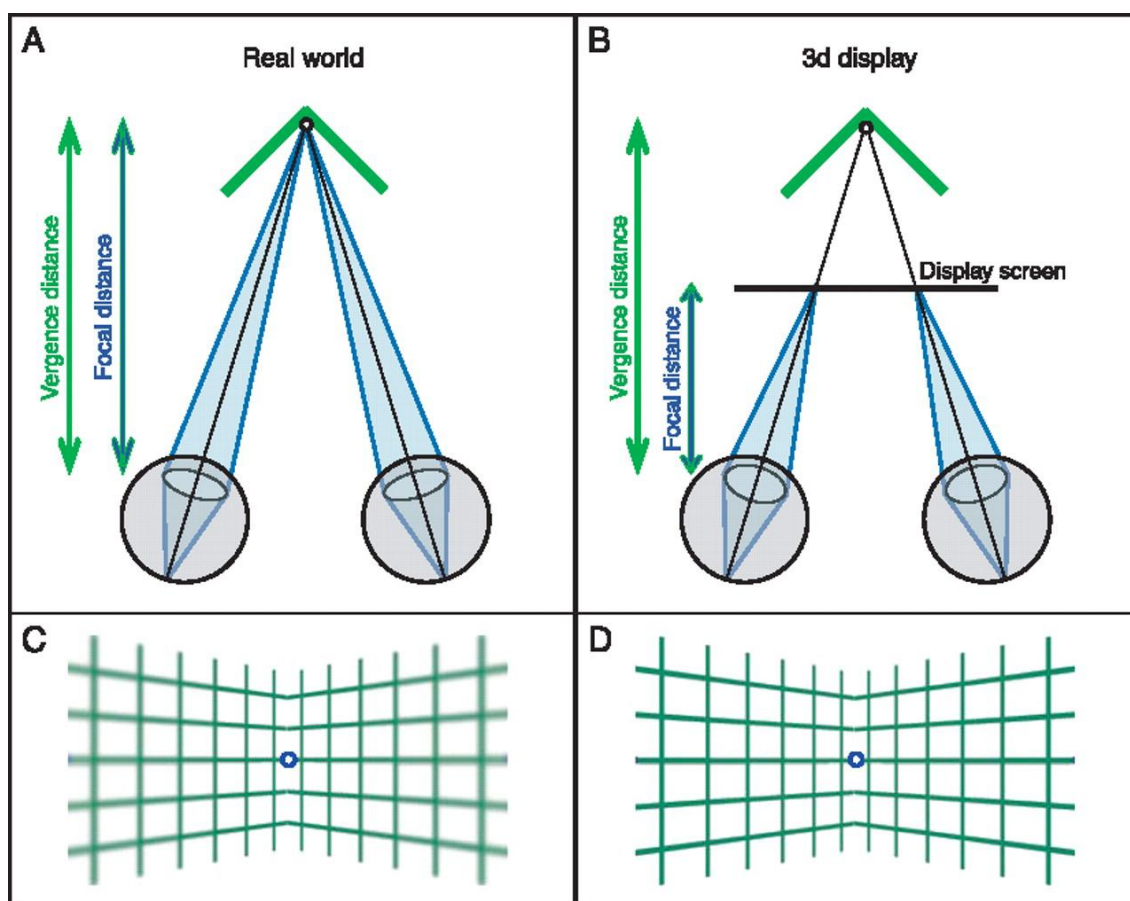 A
Real world
Vergence distance
Focal distance
B
3d display
Vergence distance
Focal distance
Display screen
C
D